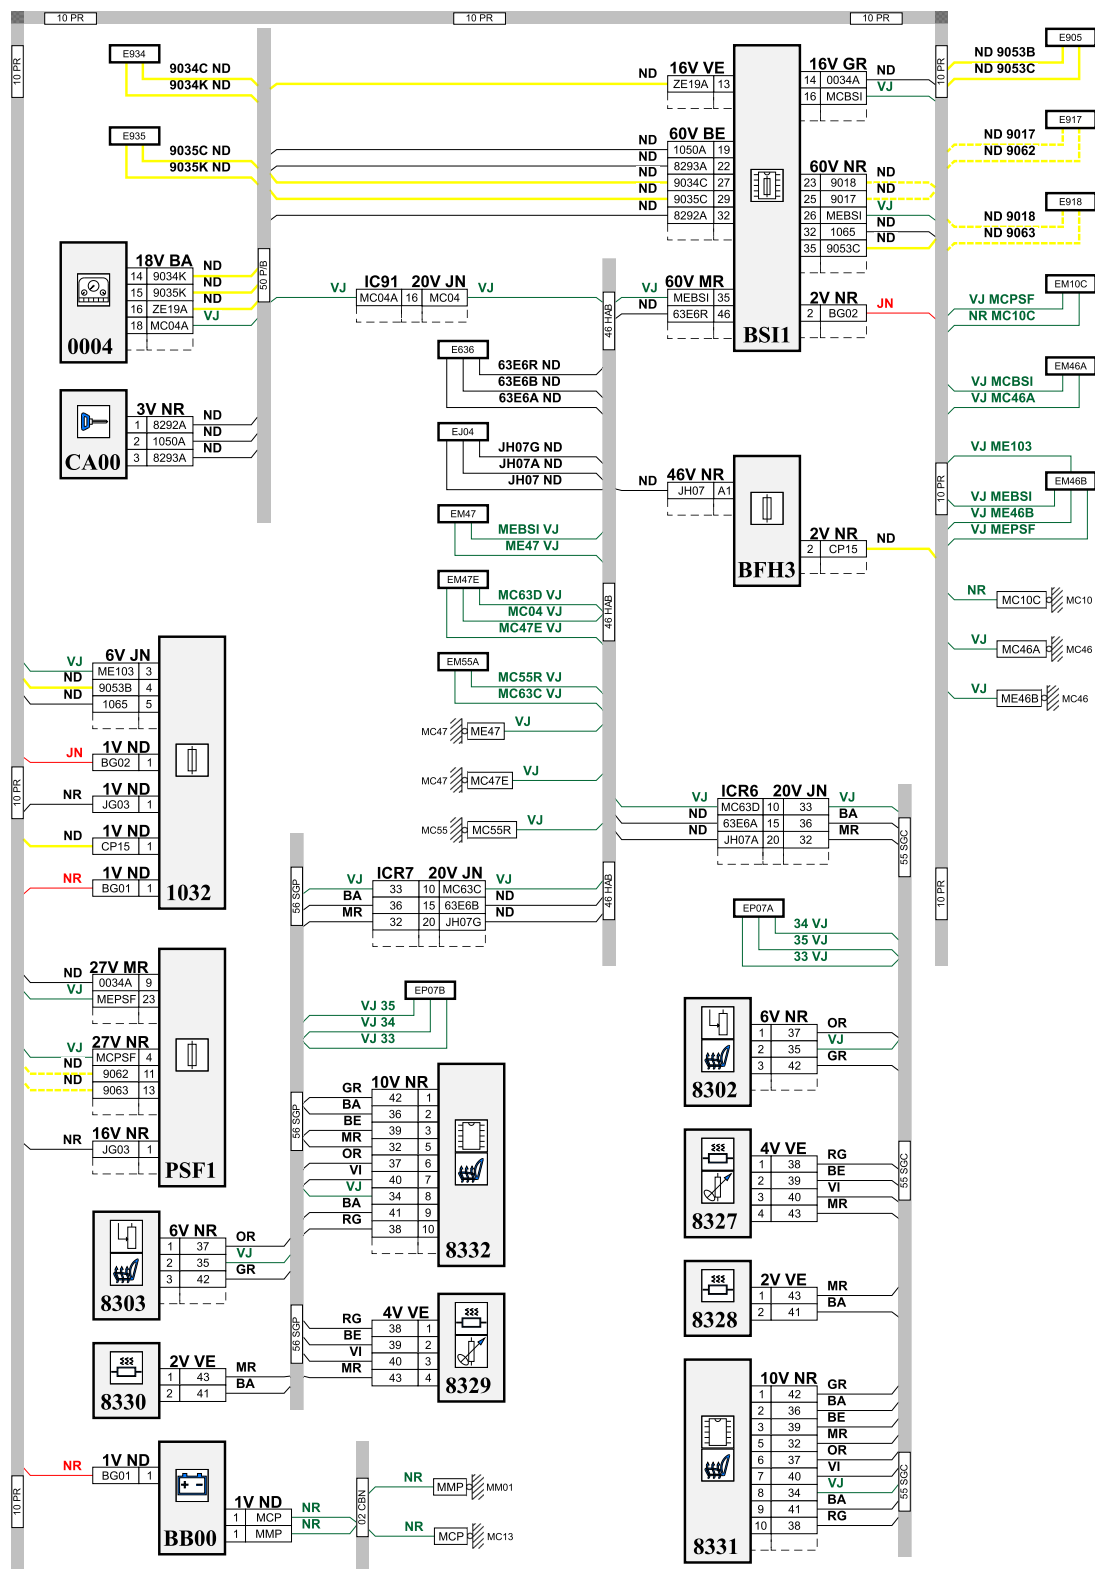 10 PR
10 PR
10 PR
10 PR
10 PR
E934
9034C ND
9034K ND
E935
9035C ND
9035K ND
50 P/B
ND 16V VE
ZE19A 13
60V BE
ND 1050A 19
ND 8293A 22
ND 9034C 27
ND 9035C 29
ND 8292A 32
16V GR
14 0034A ND
16 MCBSI VJ
60V NR
23 9018 ND
25 9017 ND
26 MEBSI VJ
32 1065 ND
35 9053C ND
60V MR
VJ MEBSI 35
ND 63E6R 46
2V NR
2 BG02 JN
BSI1
E905
ND 9053B
ND 9053C
E917
ND 9017
ND 9062
E918
ND 9018
ND 9063
EM10C
VJ MCPSF
NR MC10C
EM46A
VJ MCBSI
VJ MC46A
VJ ME103
EM46B
VJ MEBSI
VJ ME46B
VJ MEPSF
10 PR
NR MC10C MC10
VJ MC46A MC46
VJ ME46B MC46
18V BA
14 9034K ND
15 9035K ND
16 ZE19A ND
18 MC04A VJ
0004
VJ IC91 20V JN VJ
MC04A 16 MC04
46 HAB
3V NR
1 8292A ND
2 1050A ND
3 8293A ND
CA00
E636
63E6R ND
63E6B ND
63E6A ND
EJ04
JH07G ND
JH07A ND
JH07 ND
46V NR
ND JH07 A1
2V NR
2 CP15 ND
BFH3
EM47
MEBSI VJ
ME47 VJ
EM47E
MC63D VJ
MC04 VJ
MC47E VJ
46 HAB
EM55A
MC55R VJ
MC63C VJ
MC47 ME47 VJ
MC47 MC47E VJ
MC55 MC55R VJ
6V JN
VJ ME103 3
ND 9053B 4
ND 1065 5
1V ND
JN BG02 1
1V ND
NR JG03 1
1V ND
ND CP15 1
1V ND
NR BG01 1
1032
10 PR
ICR6 20V JN
VJ MC63D 10 33 VJ
ND 63E6A 15 36 BA
ND JH07A 20 32 MR
55 SGC
56 SGP
ICR7 20V JN
VJ 33 10 MC63C VJ
BA 36 15 63E6B ND
MR 32 20 JH07G ND
46 HAB
10 PR
EP07A
34 VJ
35 VJ
33 VJ
27V MR
ND 0034A 9
VJ MEPSF 23
27V NR
VJ MCPSF 4
ND 9062 11
ND 9063 13
16V NR
NR JG03 1
PSF1
EP07B
VJ 35
VJ 34
VJ 33
56 SGP
10V NR
GR 42 1
BA 36 2
BE 39 3
MR 32 5
OR 37 6
VI 40 7
VJ 34 8
BA 41 9
RG 38 10
8332
6V NR
1 37 OR
2 35 VJ
3 42 GR
8302
4V VE
1 38 RG
2 39 BE
3 40 VI
4 43 MR
8327
55 SGC
6V NR
1 37 OR
2 35 VJ
3 42 GR
8303
2V VE
1 43 MR
2 41 BA
8328
56 SGP
4V VE
RG 38 1
BE 39 2
VI 40 3
MR 43 4
8329
2V VE
1 43 MR
2 41 BA
8330
10V NR
1 42 GR
2 36 BA
3 39 BE
5 32 MR
6 37 OR
7 40 VI
8 34 VJ
9 41 BA
10 38 RG
8331
55 SGC
10 PR
1V ND
NR BG01 1
1V ND
1 MCP NR
1 MMP NR
BB00
02 CBN
NR MMP MM01
NR MCP MC13